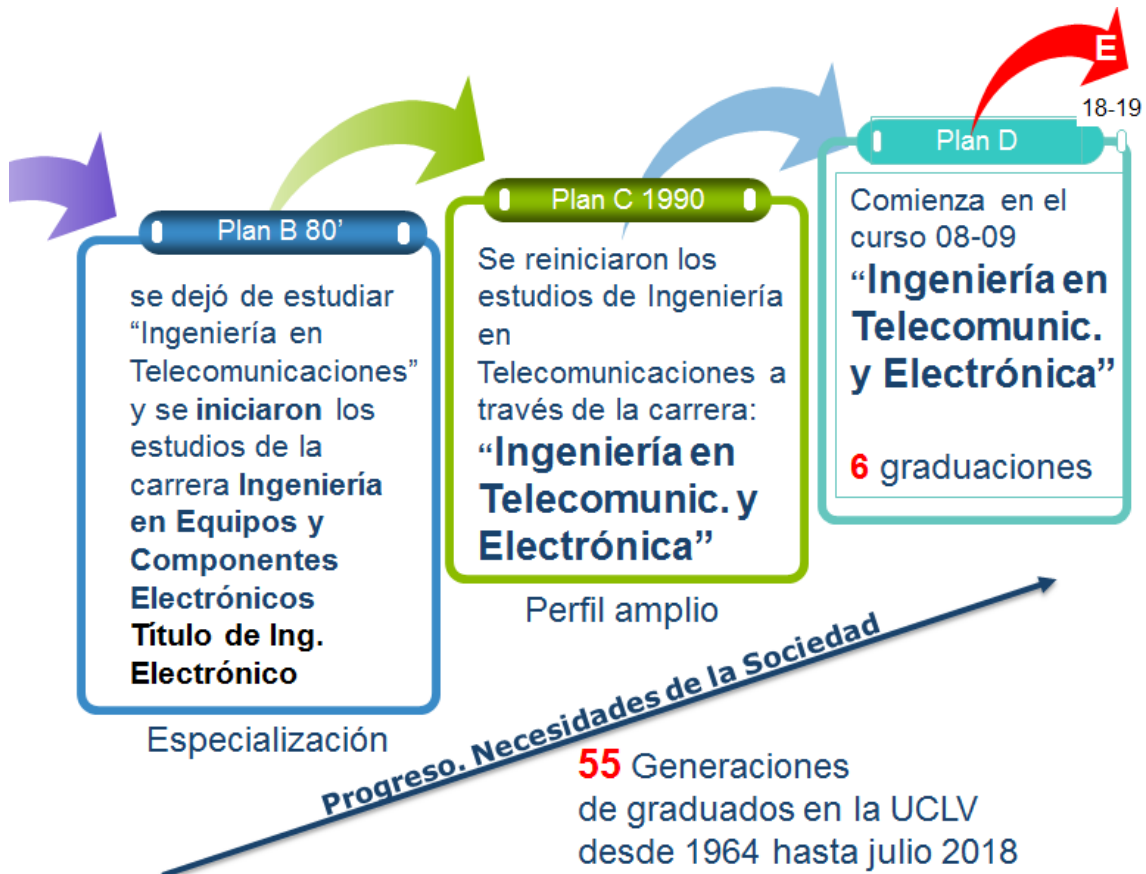 Plan B 80’
se dejó de estudiar
“Ingeniería en
Telecomunicaciones”
y se iniciaron los
estudios de la
carrera Ingeniería
en Equipos y
Componentes
Electrónicos
Título de Ing.
Electrónico
Especialización
Plan C 1990
Se reiniciaron los
estudios de Ingeniería
en
Telecomunicaciones a
través de la carrera:
“Ingeniería en
Telecomunic. y
Electrónica”
Perfil amplio
E
18-19
Plan D
Comienza en el
curso 08-09
“Ingeniería en
Telecomunic.
y Electrónica”
6 graduaciones
Progreso. Necesidades de la Sociedad
55 Generaciones
de graduados en la UCLV
desde 1964 hasta julio 2018